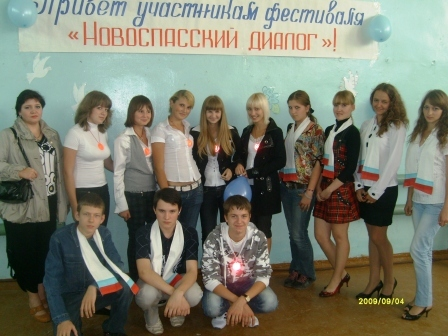 Привет участникам фестиваля
«Новоспасский диалог»!
2009/09/04